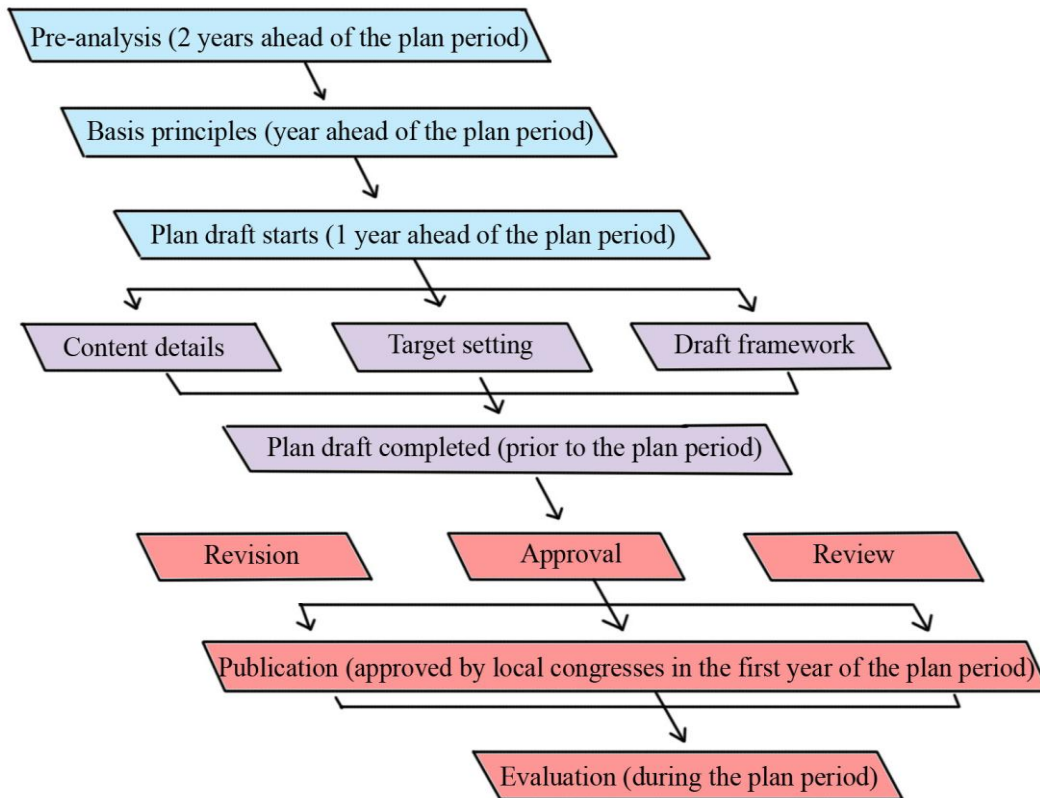 Pre-analysis (2 years ahead of the plan period)
Basis principles (year ahead of the plan period)
Plan draft starts (1 year ahead of the plan period)
Content details
Target setting
Draft framework
Plan draft completed (prior to the plan period)
Revision
Approval
Review
Publication (approved by local congresses in the first year of the plan period)
Evaluation (during the plan period)